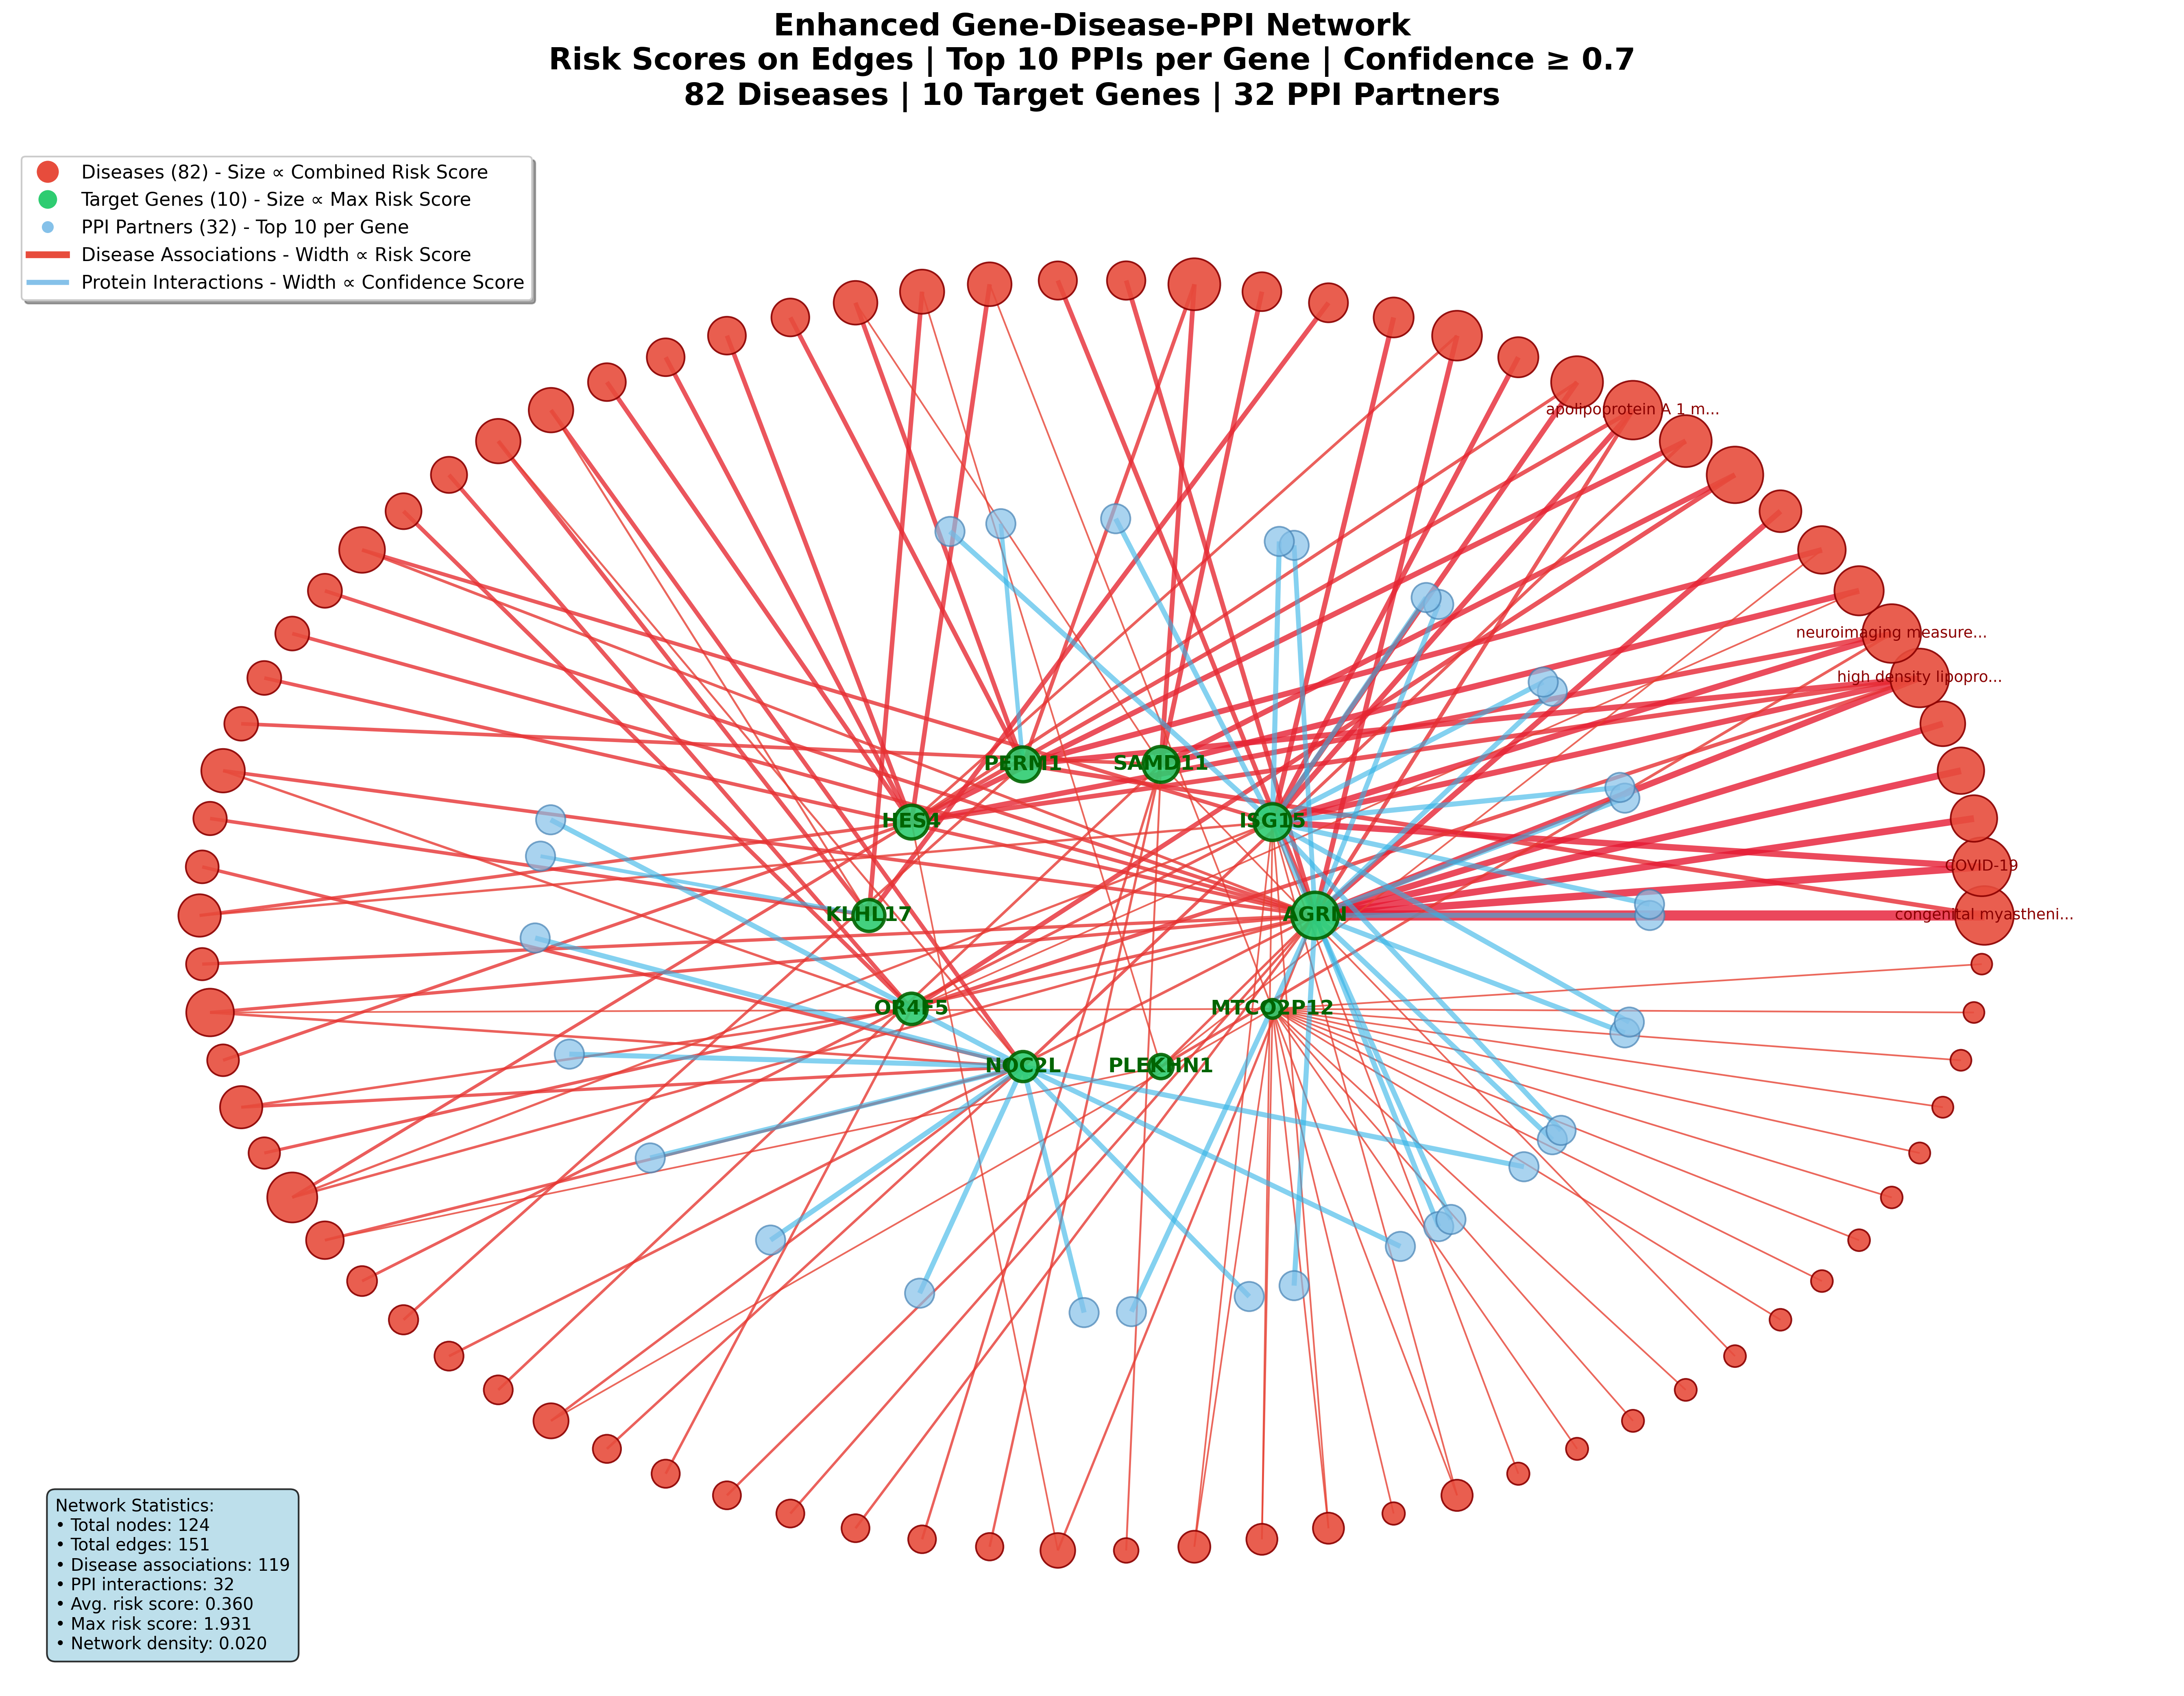 Enhanced Gene-Disease-PPI Network
Risk Scores on Edges | Top 10 PPIs per Gene | Confidence ≥ 0.7
82 Diseases | 10 Target Genes | 32 PPI Partners
Diseases (82) - Size ∝ Combined Risk Score
Target Genes (10) - Size ∝ Max Risk Score
PPI Partners (32) - Top 10 per Gene
Disease Associations - Width ∝ Risk Score
Protein Interactions - Width ∝ Confidence Score
apolipoprotein A 1 m...
neuroimaging measure...
high density lipopro...
PERM1
SAMD11
HES4
ISG15
COVID-19
KLHL17
AGRN
congenital myastheni...
OR4F5
MTCO2P12
NOC2L
PLEKHN1
Network Statistics:
• Total nodes: 124
• Total edges: 151
• Disease associations: 119
• PPI interactions: 32
• Avg. risk score: 0.360
• Max risk score: 1.931
• Network density: 0.020